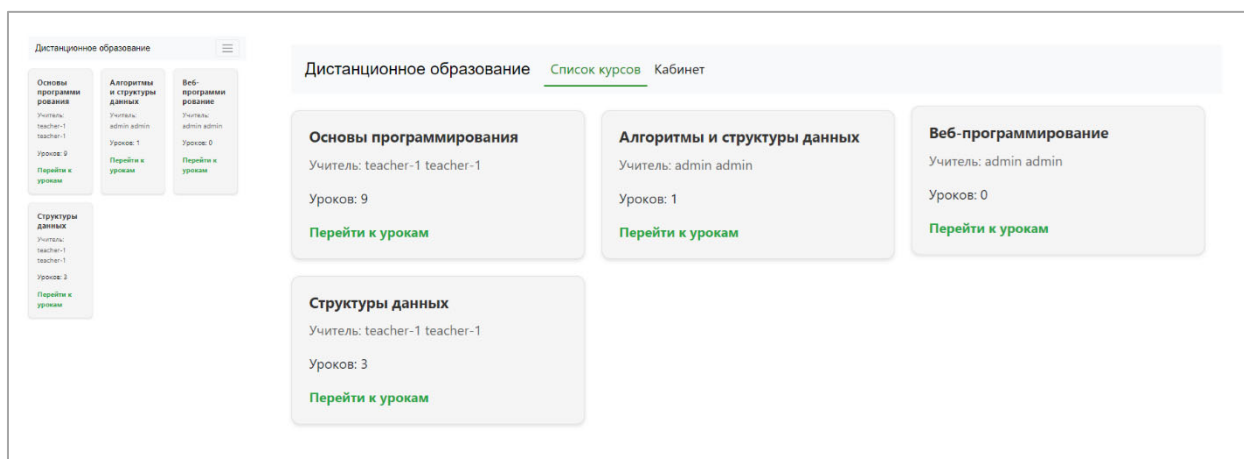 Дистанционное образование
Основы
программи
рования
Учитель:
teacher-1
teacher-1
Уроков: 9
Перейти к
урокам
Алгоритмы
и структуры
данных
Учитель:
admin admin
Уроков: 1
Перейти к
урокам
Веб-
программи
рование
Учитель:
admin admin
Уроков: 0
Перейти к
урокам
Структуры
данных
Учитель:
teacher-1
teacher-1
Уроков: 3
Перейти к
урокам
Дистанционное образование Список курсов Кабинет
Основы программирования
Учитель: teacher-1 teacher-1
Уроков: 9
Перейти к урокам
Алгоритмы и структуры данных
Учитель: admin admin
Уроков: 1
Перейти к урокам
Веб-программирование
Учитель: admin admin
Уроков: 0
Перейти к урокам
Структуры данных
Учитель: teacher-1 teacher-1
Уроков: 3
Перейти к урокам